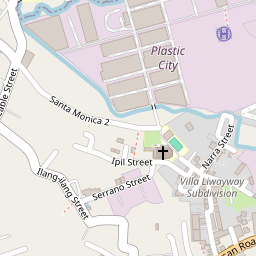 Plastic
City
Santa Monica 2
Street
Narra Street
Ipil Street
Ilang-Ilang Street
Serrano Street
Villa Liwayway
Subdivision